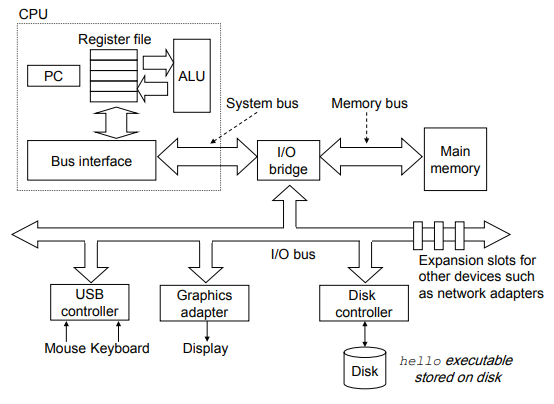 CPU
Register file
PC
ALU
System bus
Memory bus
Bus interface
I/O
bridge
Main
memory
I/O bus
Expansion slots for
other devices such
as network adapters
USB
controller
Graphics
adapter
Disk
controller
Mouse Keyboard
Display
Disk
hello executable
stored on disk